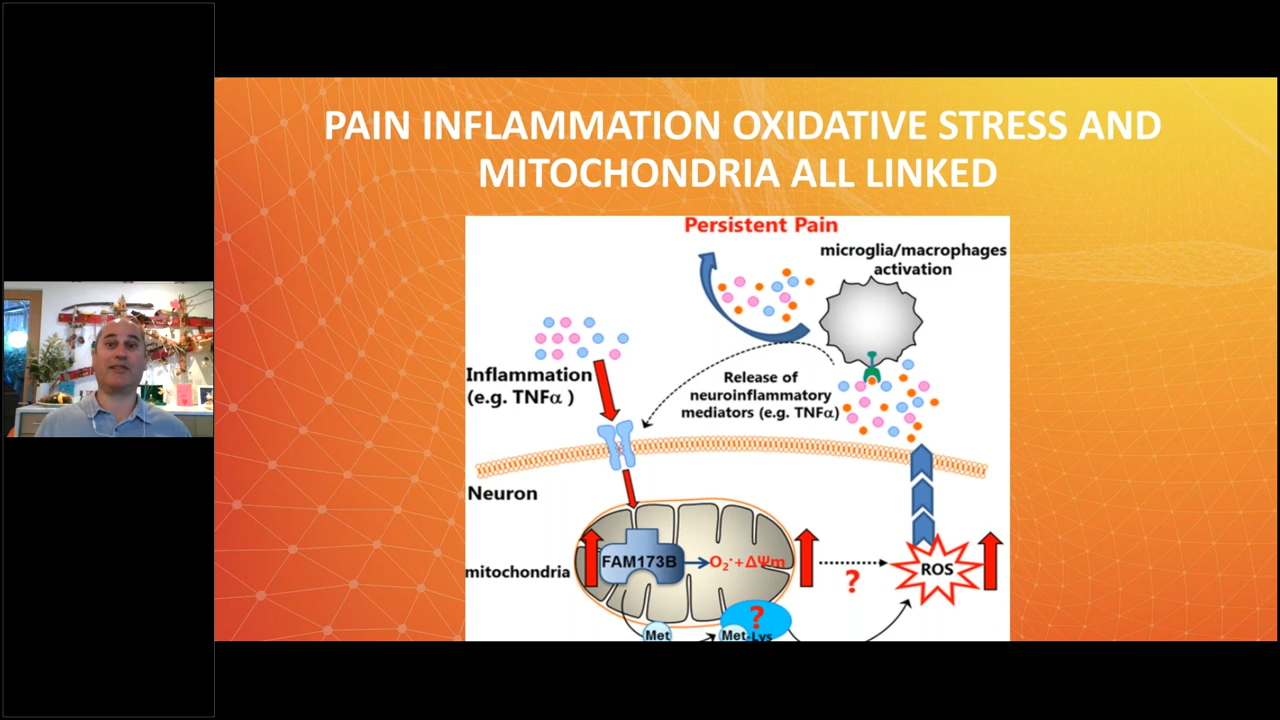 PAIN INFLAMMATION OXIDATIVE STRESS AND
MITOCHONDRIA ALL LINKED
Persistent Pain
microglia/macrophages
activation
Inflammation
(e.g. TNFα )
Release of
neuroinflammatory
mediators (e.g. TNFα)
Neuron
mitochondria
FAM173B
O₂·+ΔΨm
?
ROS
?
Met
Met-Lys